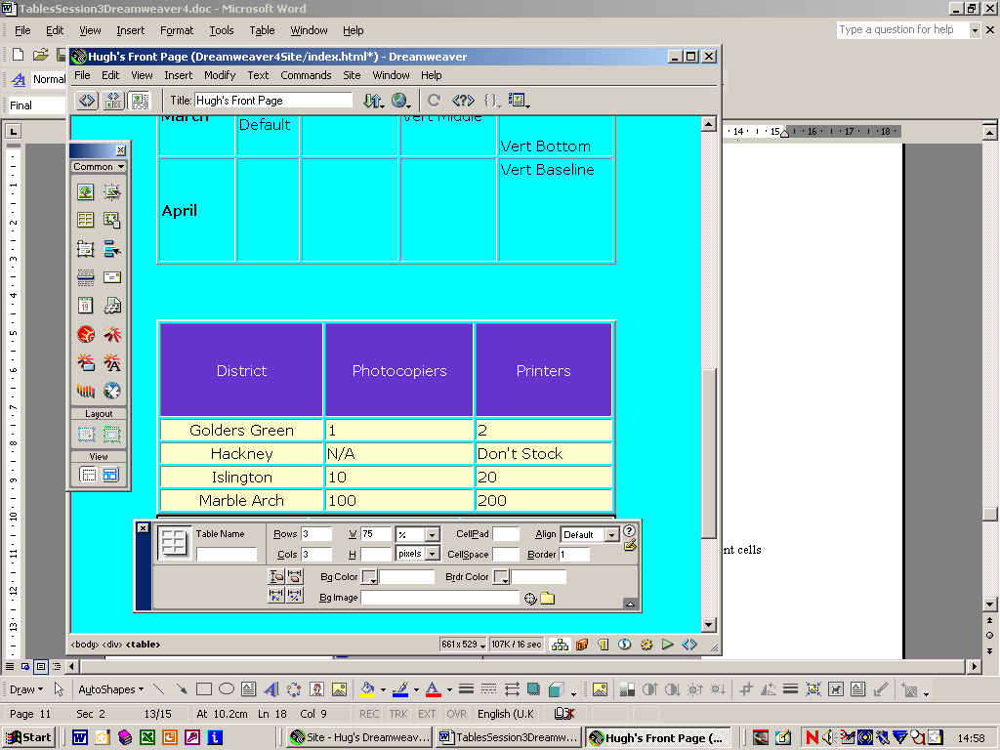 TablesSession3Dreamweaver4.doc - Microsoft Word
File Edit View Insert Format Tools Table Window Help
Type a question for help
Normal
Final
Hugh's Front Page (Dreamweaver4Site/index.html*) - Dreamweaver
File Edit View Insert Modify Text Commands Site Window Help
Title: Hugh's Front Page
14 15 16 17 18
March Default Vert Middle
Vert Bottom
Vert Baseline
April
Common
Layout
View
District Photocopiers Printers
Golders Green 1 2
Hackney N/A Don't Stock
Islington 10 20
Marble Arch 100 200
Table Name Rows 3 W 75 % CellPad Align Default
Cols 3 H pixels CellSpace Border 1
Bg Color Brdr Color
Bg Image
nt cells
<body> <div> <table> 661 x 529 107K / 16 sec
Draw AutoShapes
Page 11 Sec 2 13/15 At 10.2cm Ln 18 Col 9 REC TRK EXT OVR English (U.K
Start Site - Hug's Dreamweav... TablesSession3Dreamw... Hugh's Front Page (... 14:58